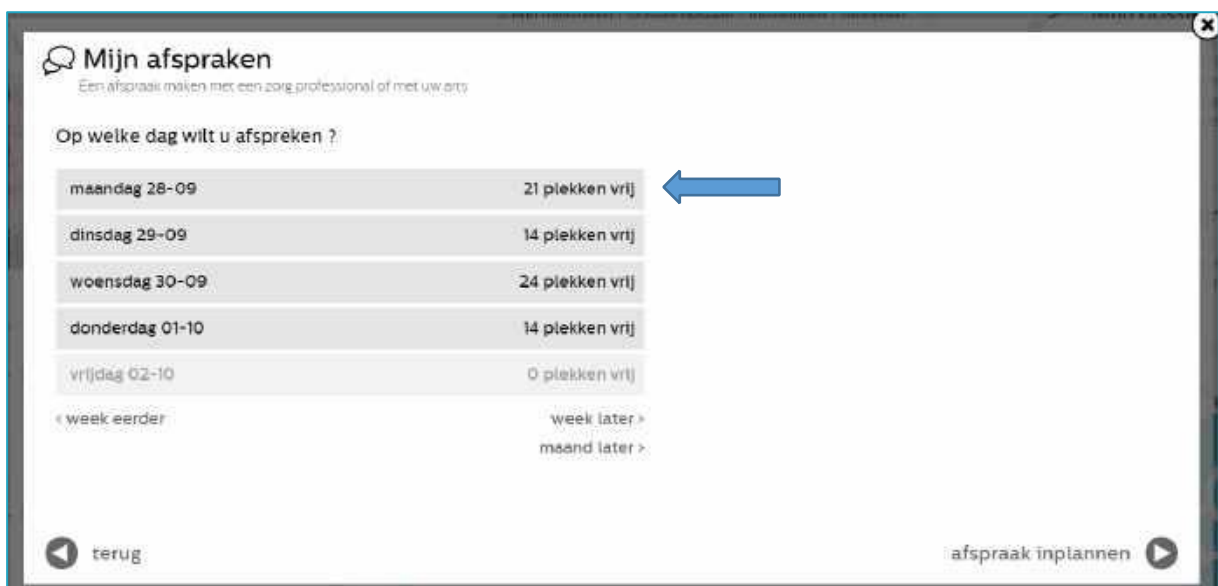 Mijn afspraken
Een afspraak maken met een zorg professional of met uw arts
Op welke dag wilt u afspreken ?
maandag 28-09 21 plekken vrij
dinsdag 29-09 14 plekken vrij
woensdag 30-09 24 plekken vrij
donderdag 01-10 14 plekken vrij
vrijdag 02-10 0 plekken vrij
‹ week eerder week later ›
maand later ›
terug afspraak inplannen